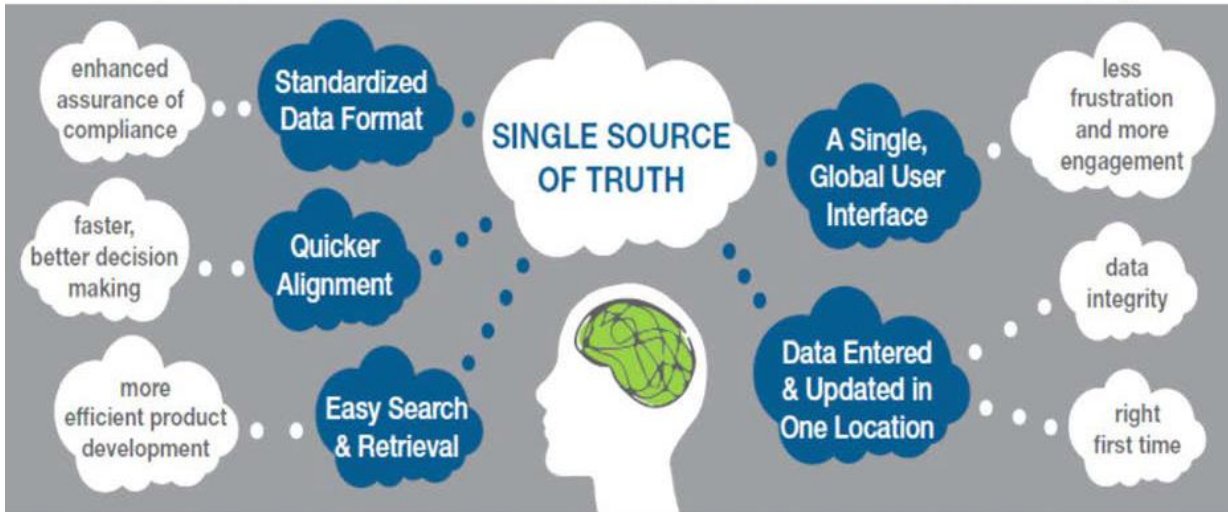 enhanced
assurance of
compliance
Standardized
Data Format
SINGLE SOURCE
OF TRUTH
A Single,
Global User
Interface
less
frustration
and more
engagement
faster,
better decision
making
Quicker
Alignment
data
integrity
more
efficient product
development
Easy Search
& Retrieval
Data Entered
& Updated in
One Location
right
first time